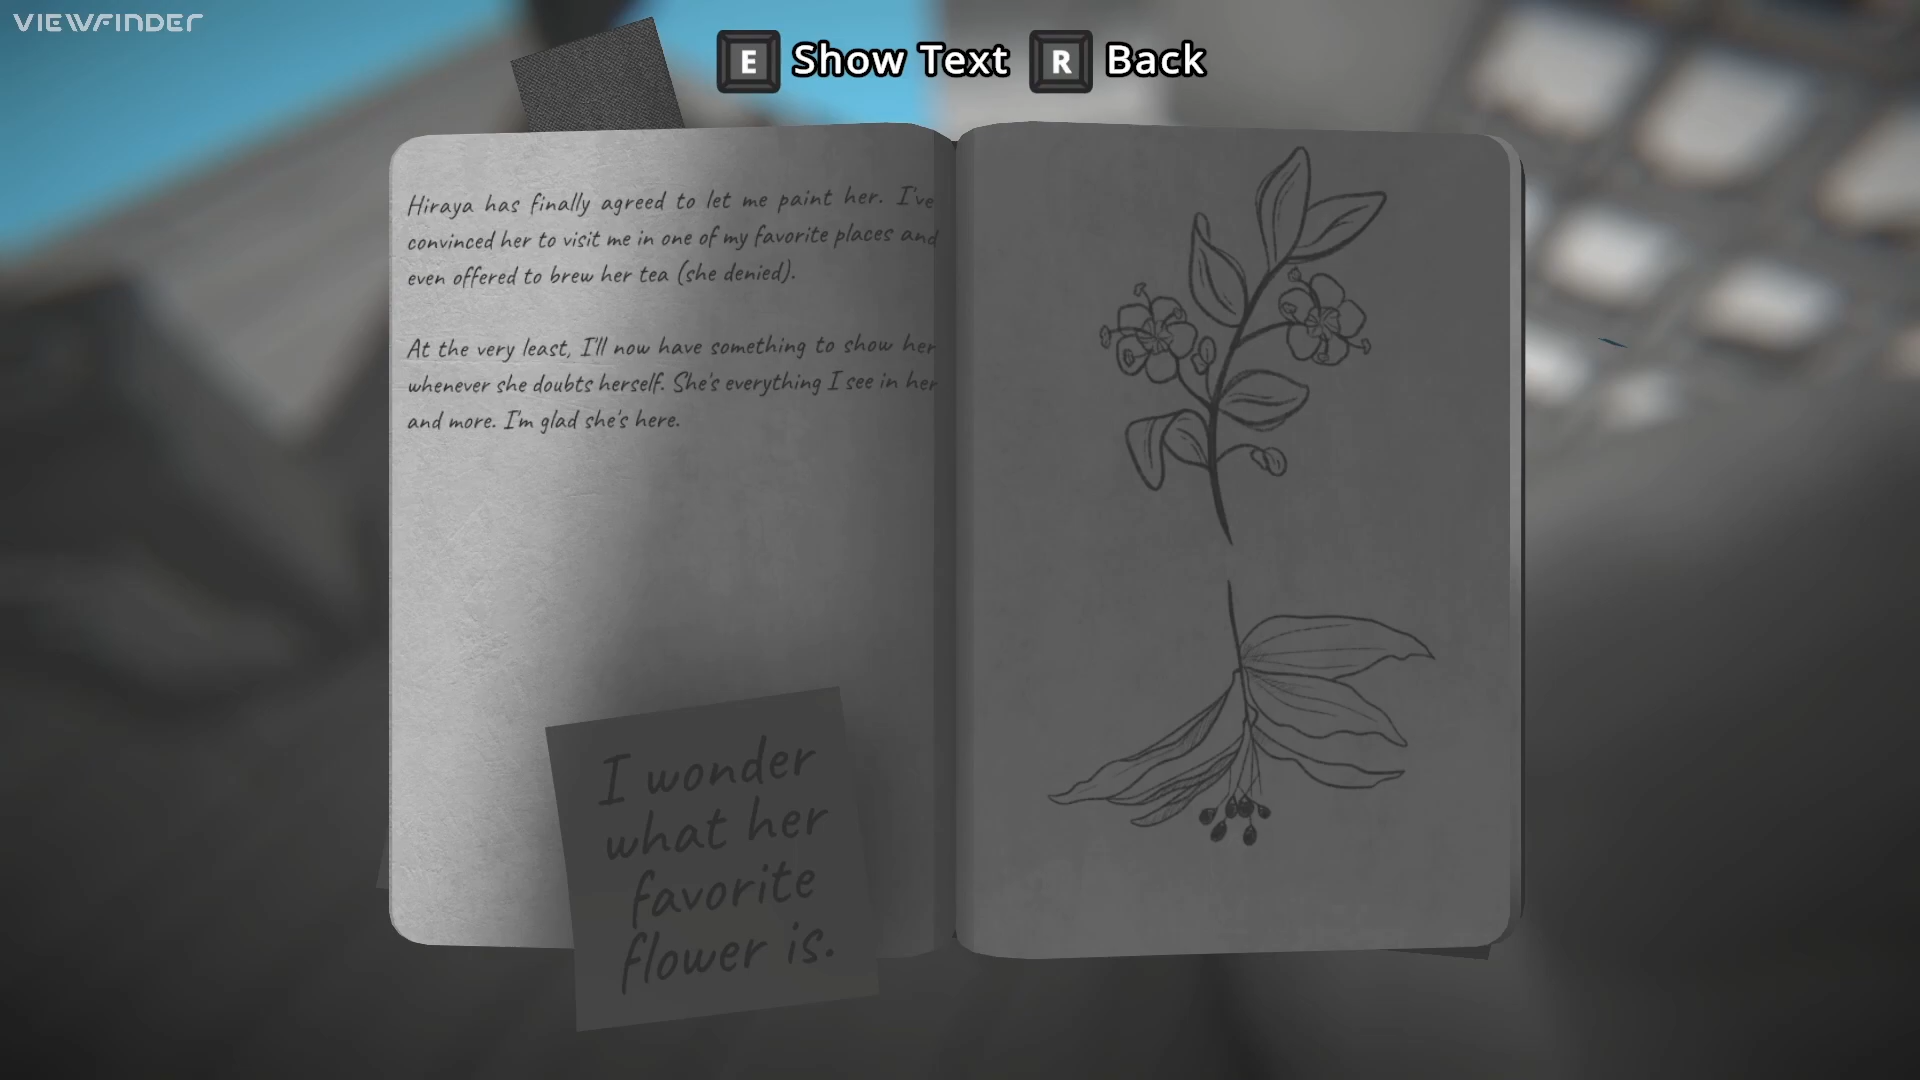 VIEWFINDER
E Show Text R Back
Hiraya has finally agreed to let me paint her. I've
convinced her to visit me in one of my favorite places and
even offered to brew her tea (she denied).
At the very least, I'll now have something to show her
whenever she doubts herself. She's everything I see in her
and more. I'm glad she's here.
I wonder
what her
favorite
flower is.